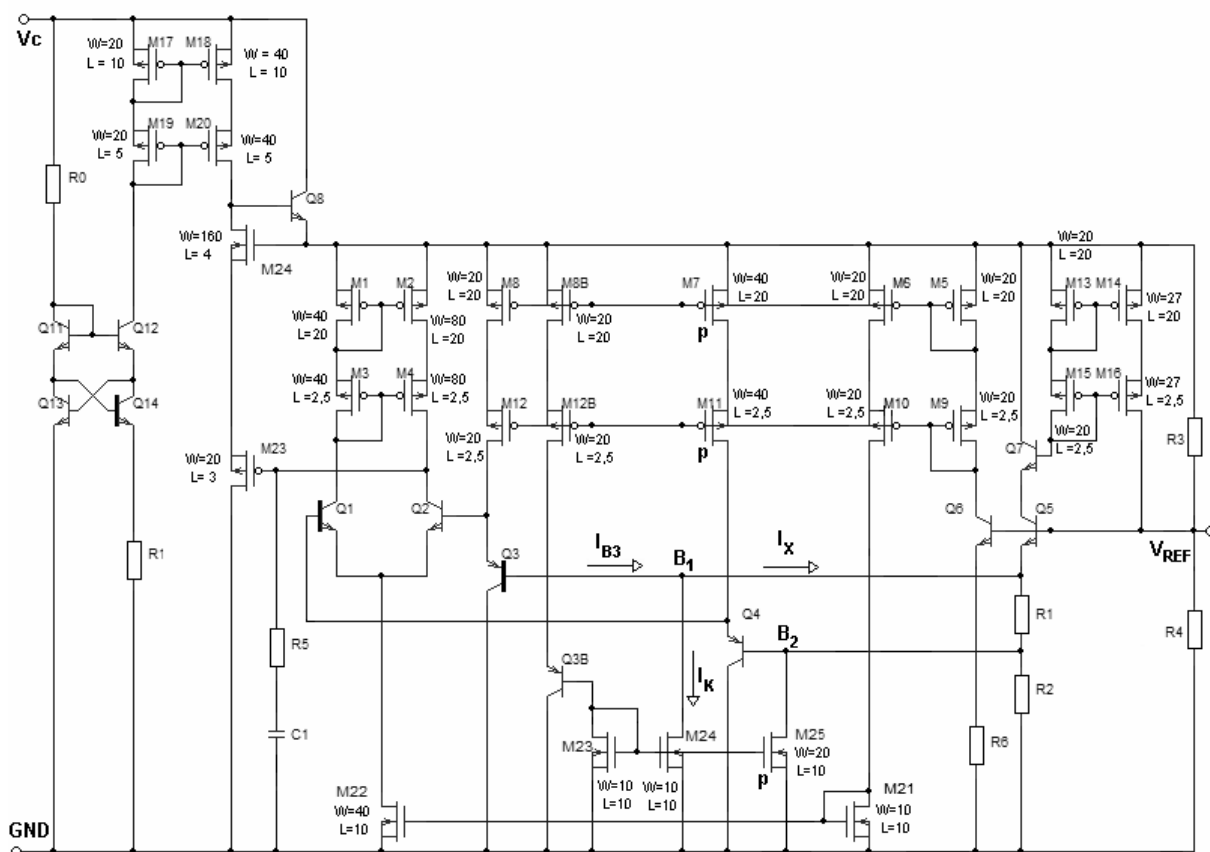 Vc
M17
M18
W=20
L= 10
W= 40
L= 10
M19
M20
W=20
L= 5
W=40
L= 5
R0
Q8
W=160
L= 4
M24
Q11
Q12
Q13
Q14
M23
W=20
L= 3
R1
R5
C1
M1
M2
W=40
L=20
W=80
L=20
M3
M4
W=40
L=2,5
W=80
L=2,5
Q1
Q2
W=20
L=20
M8
M8B
W=20
L=20
M7
W=40
L=20
p
W=20
L=20
M6
M5
W=20
L=20
W=20
L=20
M13
M14
W=27
L=20
M12
M12B
W=20
L=2,5
W=20
L=2,5
M11
W=40
L=2,5
p
W=20
L=2,5
M10
M9
W=20
L=2,5
M15
M16
W=27
L=2,5
W=20
L=2,5
R3
Q7
Q6
Q5
VREF
Q3
IB3
B1
IX
R1
R4
Q4
B2
Q3B
IK
R2
M23
M24
M25
W=20
L=10
p
R6
W=10
L=10
W=10
L=10
M22
W=40
L=10
M21
W=10
L=10
GND